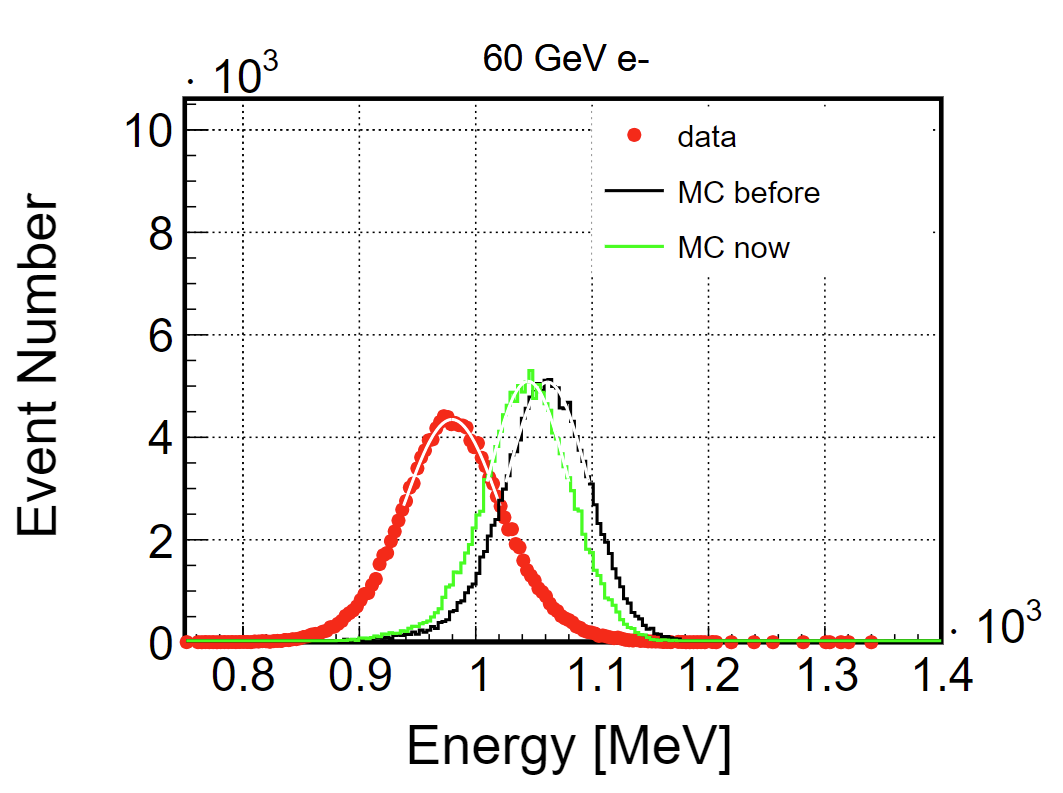 60 GeV e-
· 10³
data
MC before
MC now
Event Number
10
8
6
4
2
0
0.8 0.9 1 1.1 1.2 1.3 1.4
· 10³
Energy [MeV]